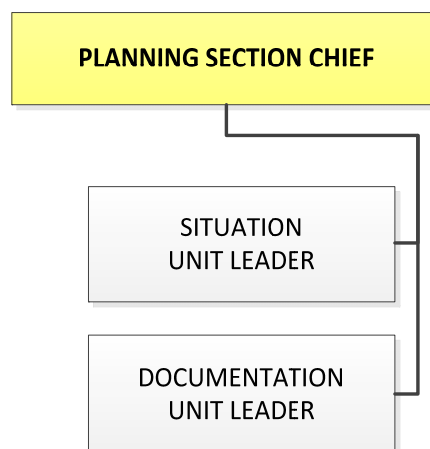 PLANNING SECTION CHIEF
SITUATION
UNIT LEADER
DOCUMENTATION
UNIT LEADER